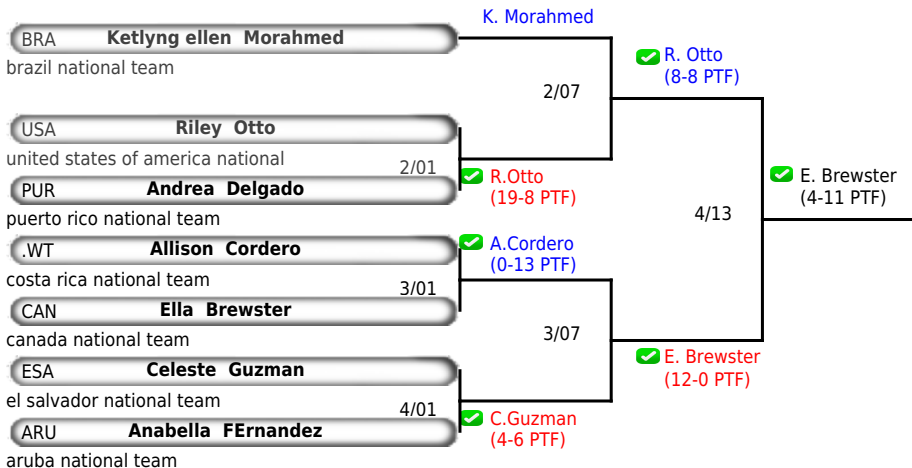 K. Morahmed
BRA Ketlyng ellen Morahmed
brazil national team
R. Otto
(8-8 PTF)
2/07
USA Riley Otto
united states of america national
2/01
R.Otto
(19-8 PTF)
PUR Andrea Delgado
puerto rico national team
E. Brewster
(4-11 PTF)
4/13
.WT Allison Cordero
costa rica national team
A.Cordero
(0-13 PTF)
3/01
CAN Ella Brewster
canada national team
3/07
E. Brewster
(12-0 PTF)
ESA Celeste Guzman
el salvador national team
4/01
C.Guzman
(4-6 PTF)
ARU Anabella FErnandez
aruba national team